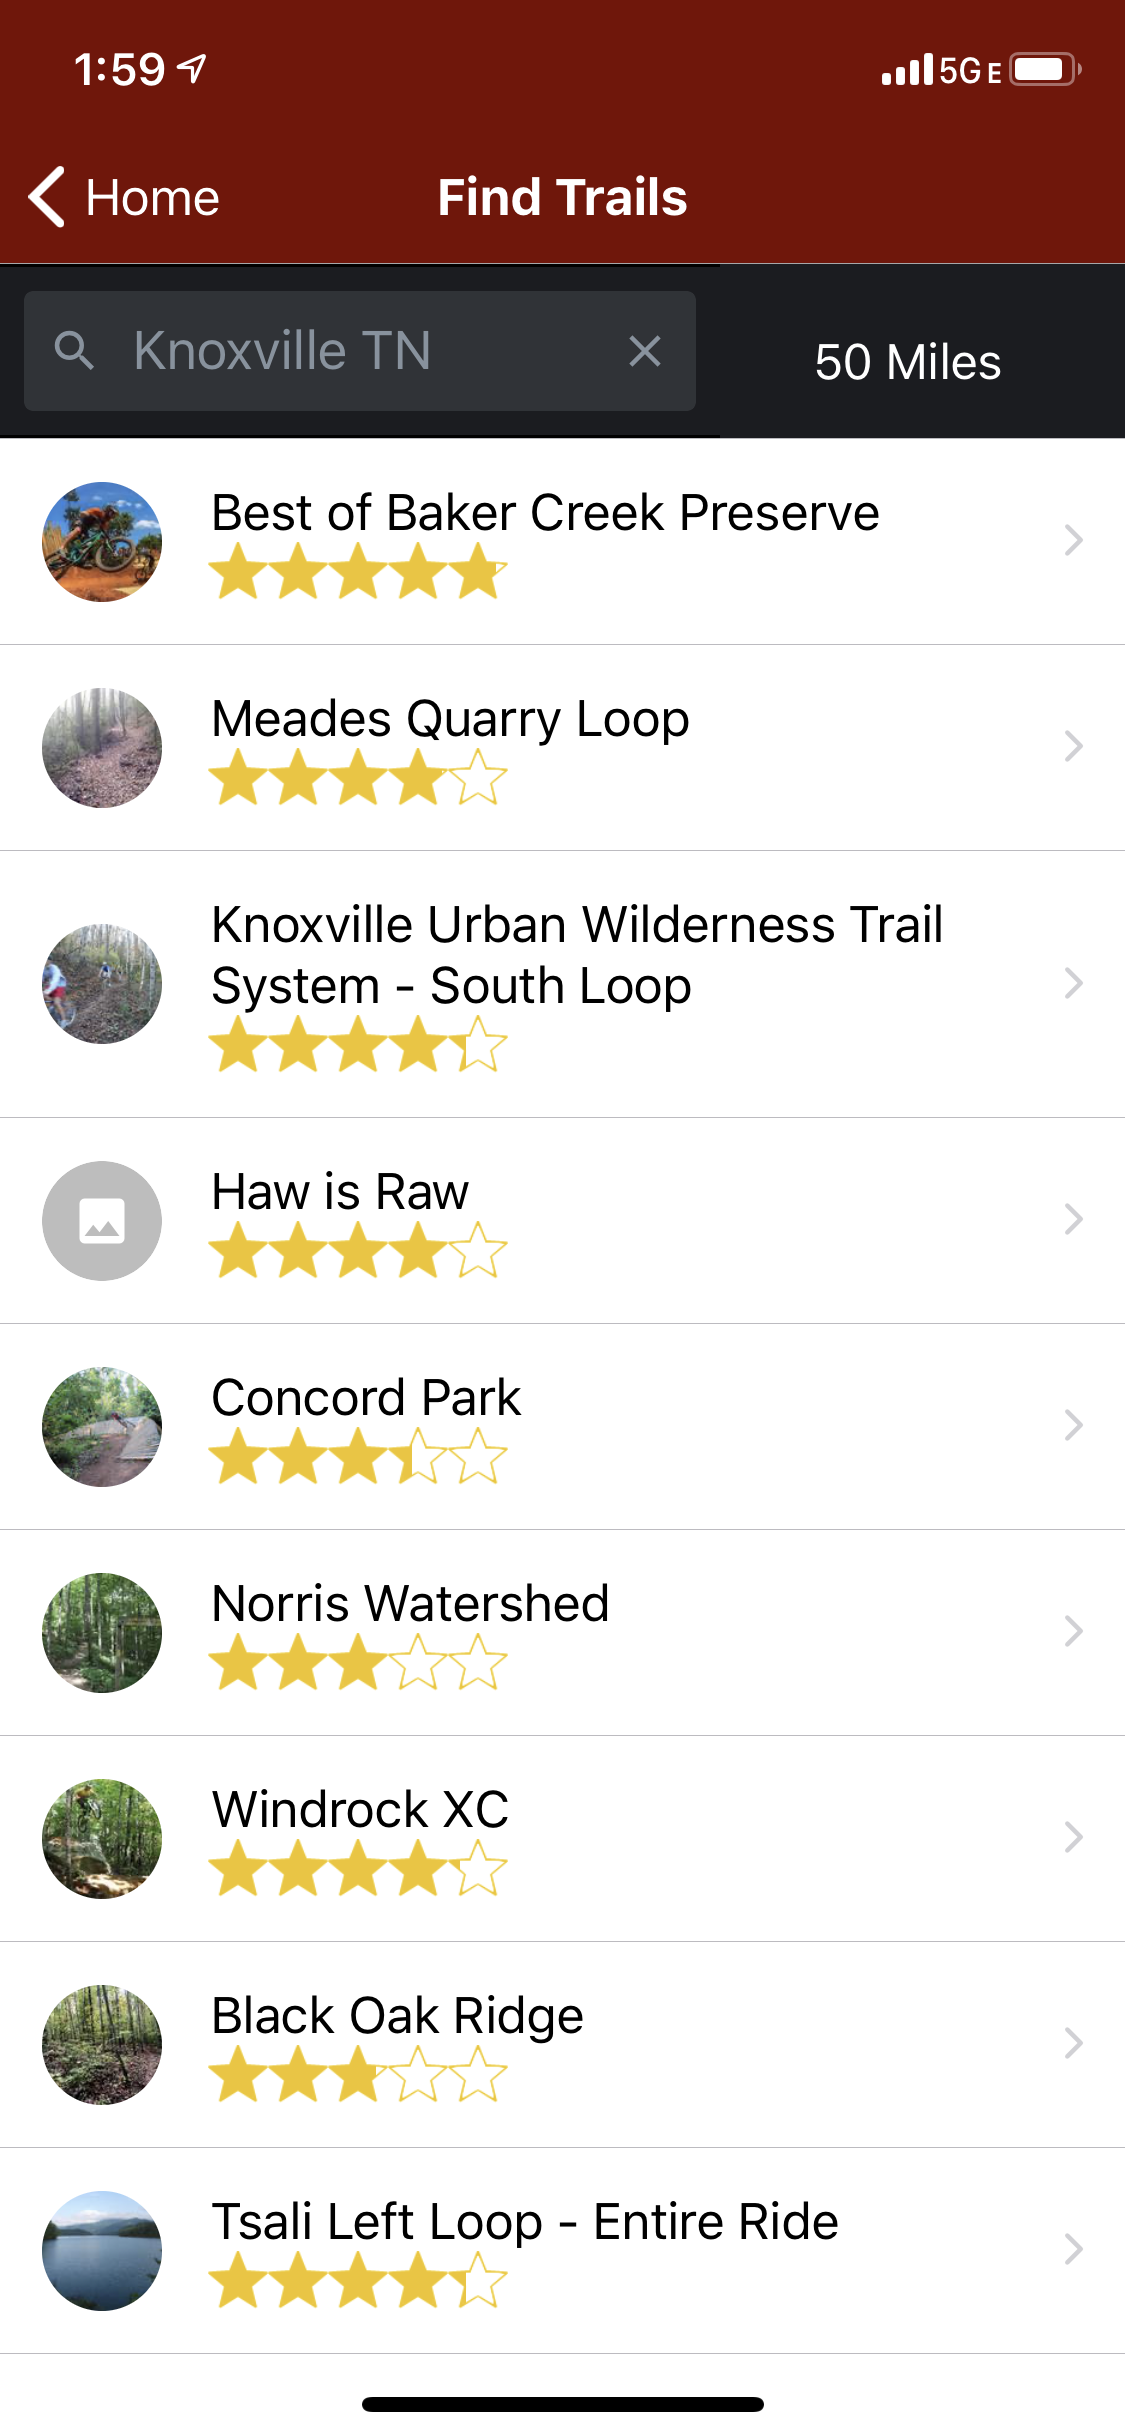 1:59
5G E
Home
Find Trails
Knoxville TN
50 Miles
Best of Baker Creek Preserve
Meades Quarry Loop
Knoxville Urban Wilderness Trail
System - South Loop
Haw is Raw
Concord Park
Norris Watershed
Windrock XC
Black Oak Ridge
Tsali Left Loop - Entire Ride